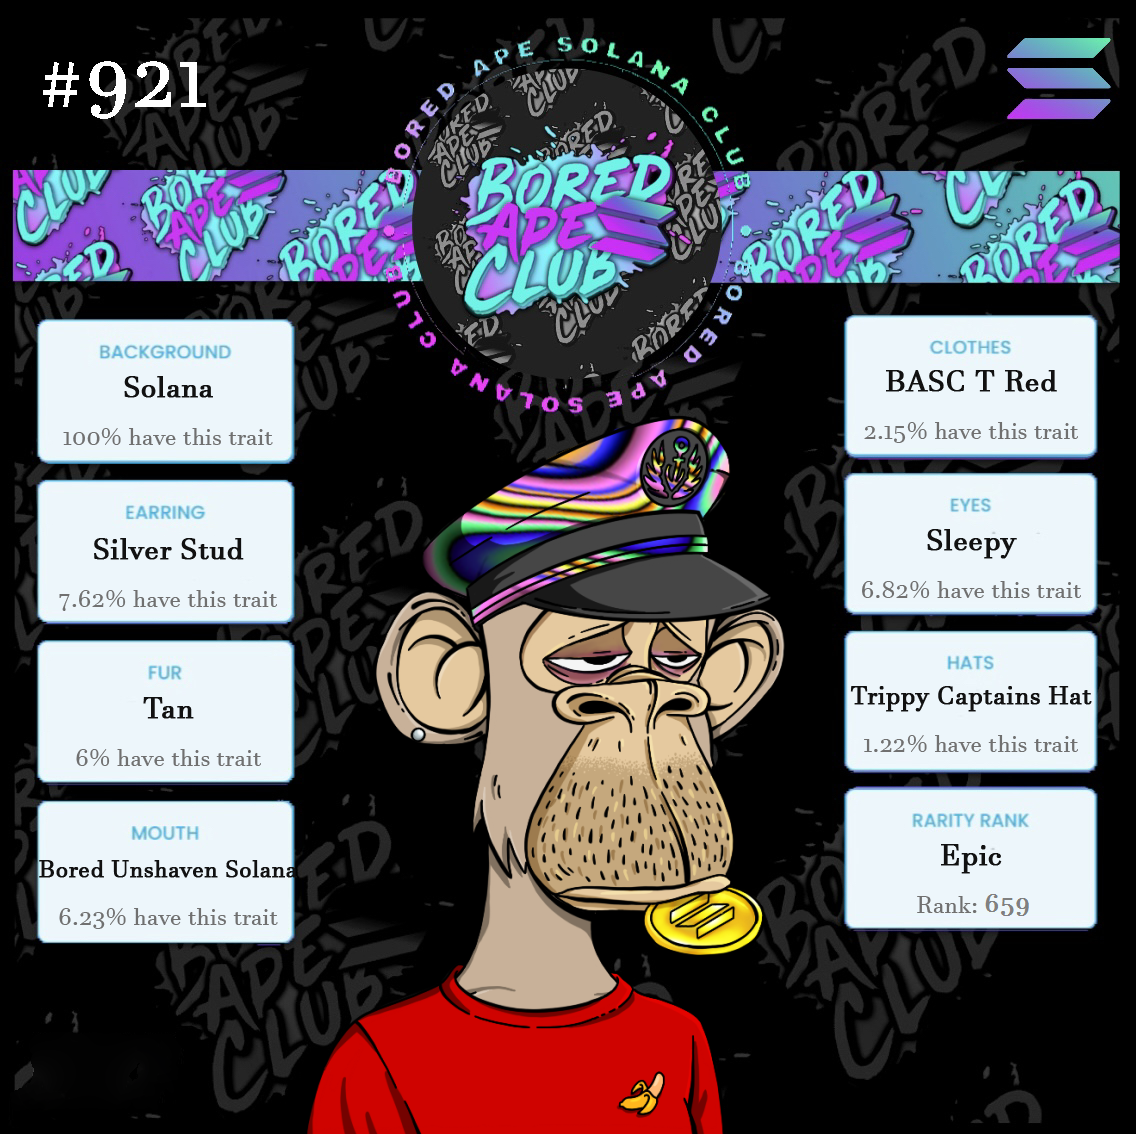 #921
BORED APE SOLANA CLUB
BORED APE SOLANA CLUB
BORED
APE
CLUB
BACKGROUND
Solana
100% have this trait
EARRING
Silver Stud
7.62% have this trait
FUR
Tan
6% have this trait
MOUTH
Bored Unshaven Solana
6.23% have this trait
CLOTHES
BASC T Red
2.15% have this trait
EYES
Sleepy
6.82% have this trait
HATS
Trippy Captains Hat
1.22% have this trait
RARITY RANK
Epic
Rank: 659